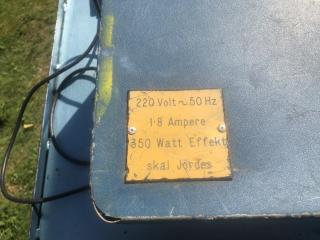 220 Volt ~ 50 Hz
1·8 Ampere
350 Watt Effekt
skal Jordes